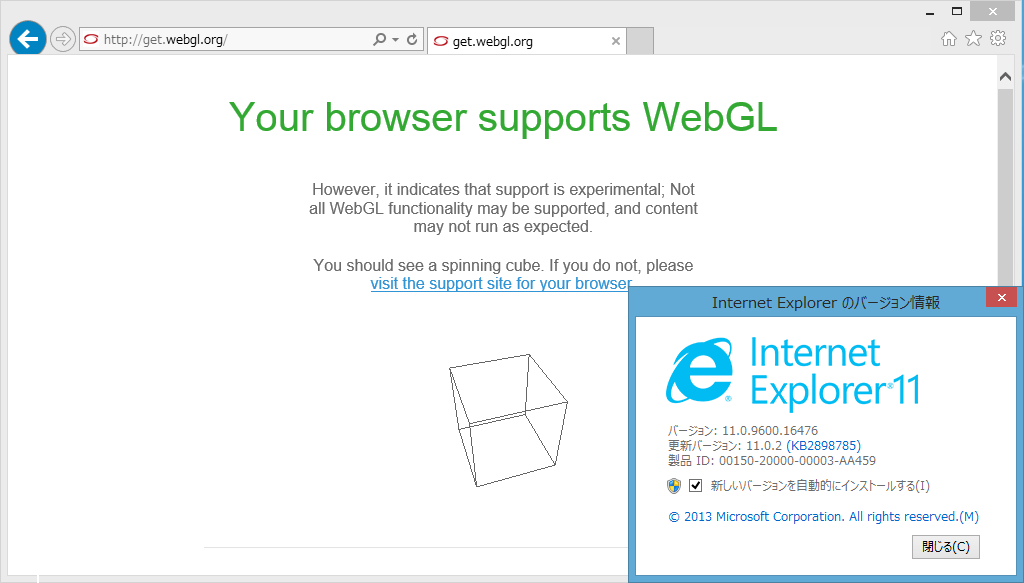 http://get.webgl.org/
get.webgl.org
Your browser supports WebGL
However, it indicates that support is experimental; Not
all WebGL functionality may be supported, and content
may not run as expected.
You should see a spinning cube. If you do not, please
visit the support site for your browser.
Internet Explorer のバージョン情報
Internet
Explorer®11
バージョン: 11.0.9600.16476
更新バージョン: 11.0.2 (KB2898785)
製品 ID: 00150-20000-00003-AA459
新しいバージョンを自動的にインストールする(I)
© 2013 Microsoft Corporation. All rights reserved.(M)
閉じる(C)